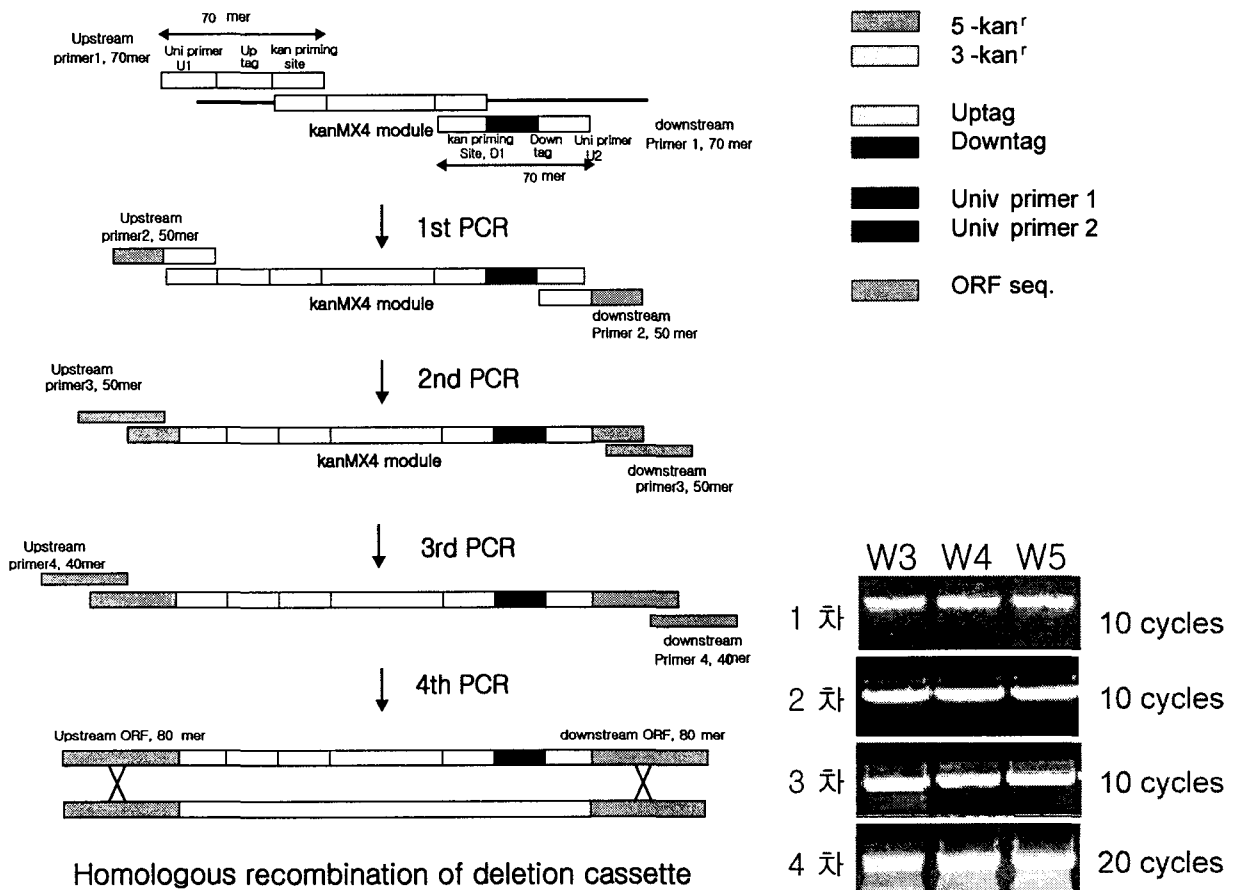 70 mer
Upstream
primer1, 70mer
Uni primer
U1
Up
tag
kan priming
site
kanMX4 module
kan priming
Site, D1
Down
tag
Uni primer
U2
downstream
Primer 1, 70 mer
70 mer
1st PCR
Upstream
primer2, 50mer
kanMX4 module
downstream
Primer 2, 50 mer
2nd PCR
Upstream
primer3, 50mer
kanMX4 module
downstream
primer3, 50mer
3rd PCR
Upstream
primer4, 40mer
downstream
Primer 4, 40mer
4th PCR
Upstream ORF, 80 mer
downstream ORF, 80 mer
Homologous recombination of deletion cassette
5 -kanʳ
3 -kanʳ
Uptag
Downtag
Univ primer 1
Univ primer 2
ORF seq.
W3 W4 W5
1 차 10 cycles
2 차 10 cycles
3 차 10 cycles
4 차 20 cycles